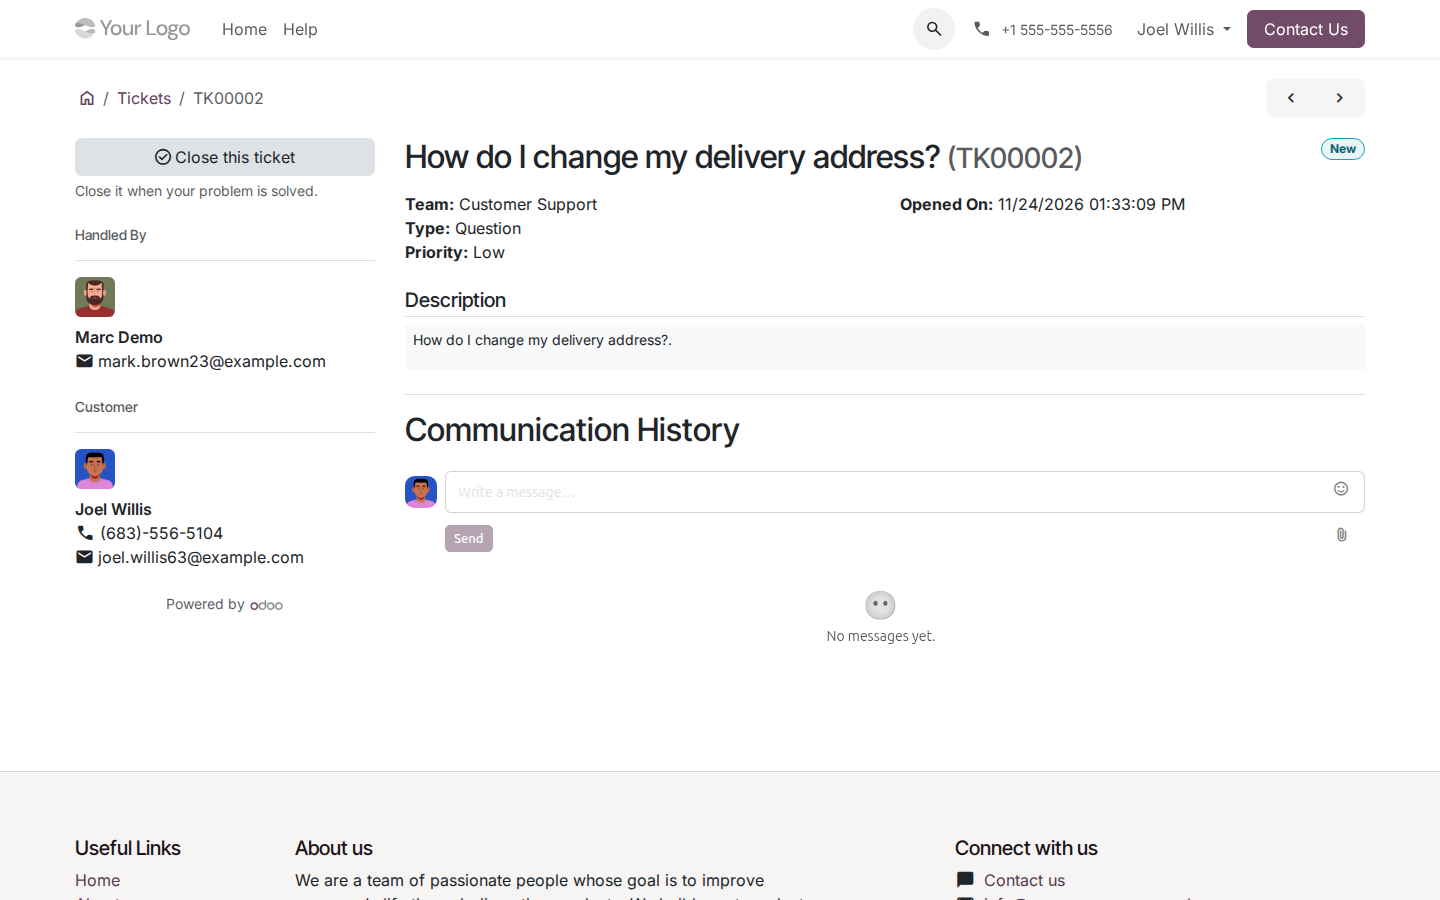 Your Logo
Home
Help
+1 555-555-5556
Joel Willis
Contact Us
/ Tickets / TK00002
Close this ticket
Close it when your problem is solved.
Handled By
Marc Demo
mark.brown23@example.com
Customer
Joel Willis
(683)-556-5104
joel.willis63@example.com
Powered by odoo
How do I change my delivery address? (TK00002)
New
Team: Customer Support
Type: Question
Priority: Low
Opened On: 11/24/2026 01:33:09 PM
Description
How do I change my delivery address?.
Communication History
Write a message...
Send
No messages yet.
Useful Links
Home
About us
We are a team of passionate people whose goal is to improve
Connect with us
Contact us